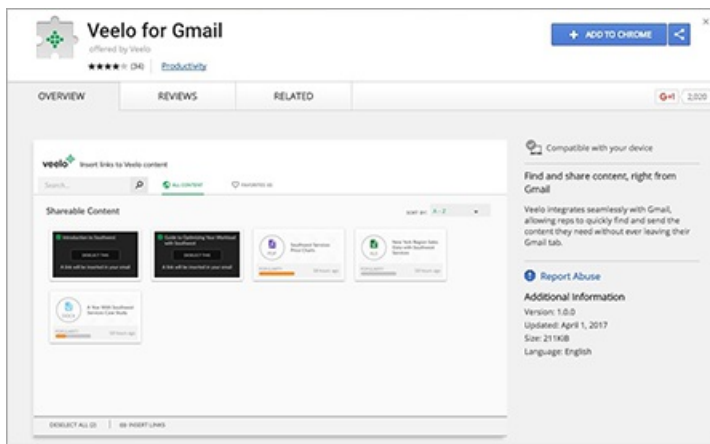 Veelo for Gmail
offered by Veelo
(34) Productivity
+ ADD TO CHROME
OVERVIEW REVIEWS RELATED
G+1 2,020
veelo Insert links to Veelo content
Search... ALL CONTENT FAVORITES
Shareable Content
SORT BY: A - Z
Introduction to Southwest
DESELECT THIS
A link will be inserted in your email
Guide to Optimizing Your Workload with Southwest
DESELECT THIS
A link will be inserted in your email
PDF
Southwest Services
Price Charts
POPULARITY
XLS
New York Region Sales
Data with Southwest
Services
POPULARITY
A Year With Southwest
Services Case Study
POPULARITY
DESELECT ALL (2) INSERT LINKS
Compatible with your device
Find and share content, right from
Gmail
Veelo integrates seamlessly with Gmail,
allowing reps to quickly find and send the
content they need without ever leaving their
Gmail tab.
Report Abuse
Additional Information
Version: 1.0.0
Updated: April 1, 2017
Size: 211KiB
Language: English